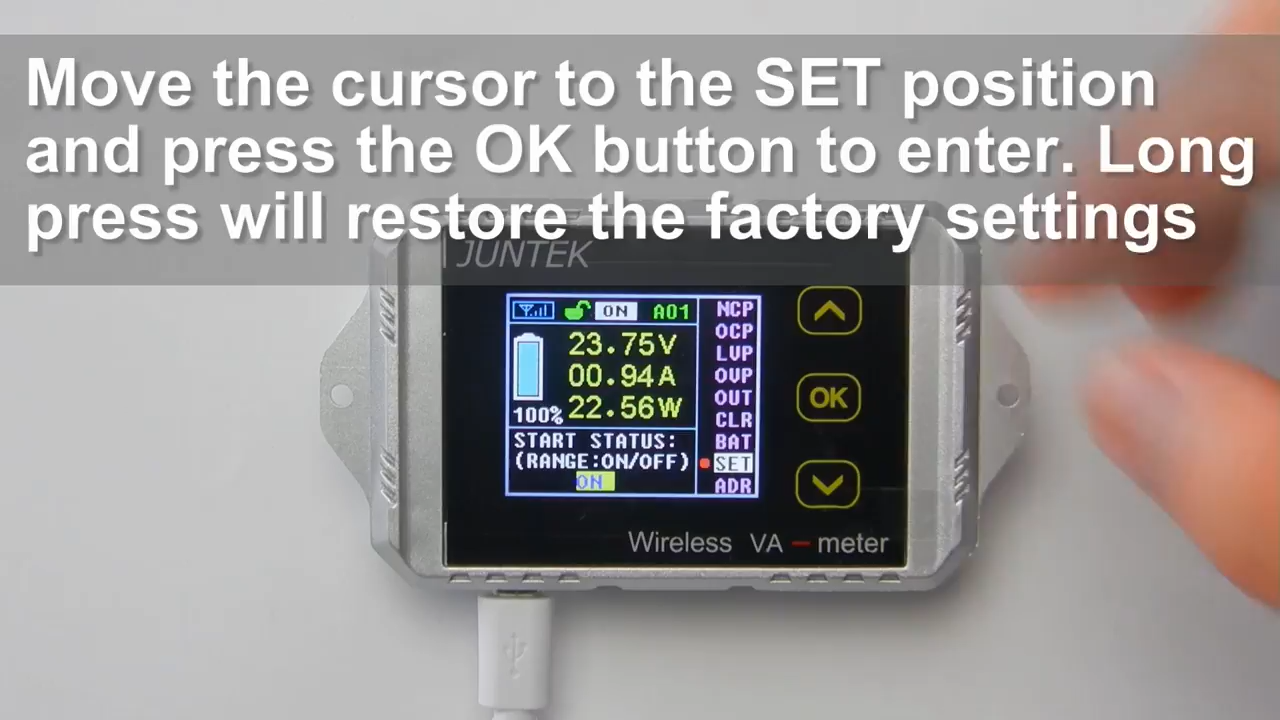 Move the cursor to the SET position
and press the OK button to enter. Long
press will restore the factory settings
JUNTEK
ON A01
23.75V
00.94A
22.56W
100%
START STATUS:
(RANGE:ON/OFF)
ON
NCP
OCP
LVP
OVP
OUT
CLR
BAT
SET
ADR
OK
Wireless VA-meter